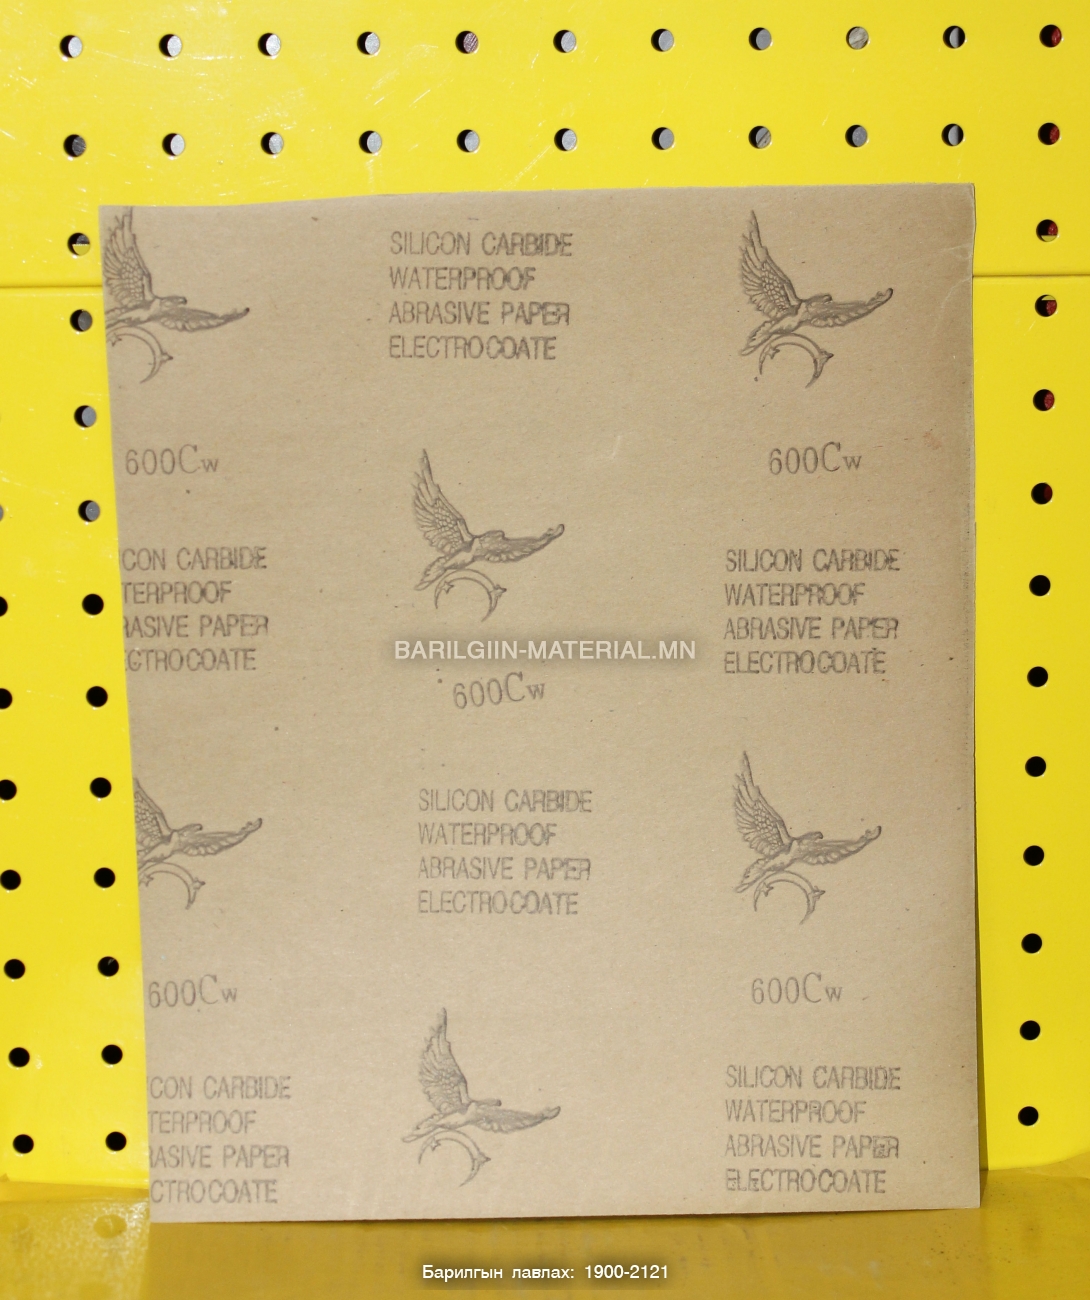 SILICON CARBIDE
WATERPROOF
ABRASIVE PAPER
ELECTROCOATE
600Cw
600Cw
CON CARBIDE
TERPROOF
RASIVE PAPER
CTROCOATE
SILICON CARBIDE
WATERPROOF
ABRASIVE PAPER
ELECTROCOATE
BARILGIIN-MATERIAL.MN
600Cw
SILICON CARBIDE
WATERPROOF
ABRASIVE PAPER
ELECTROCOATE
600Cw
600Cw
CON CARBIDE
TERPROOF
RASIVE PAPER
CTROCOATE
SILICON CARBIDE
WATERPROOF
ABRASIVE PAPER
ELECTROCOATE
Барилгын лавлах: 1900-2121